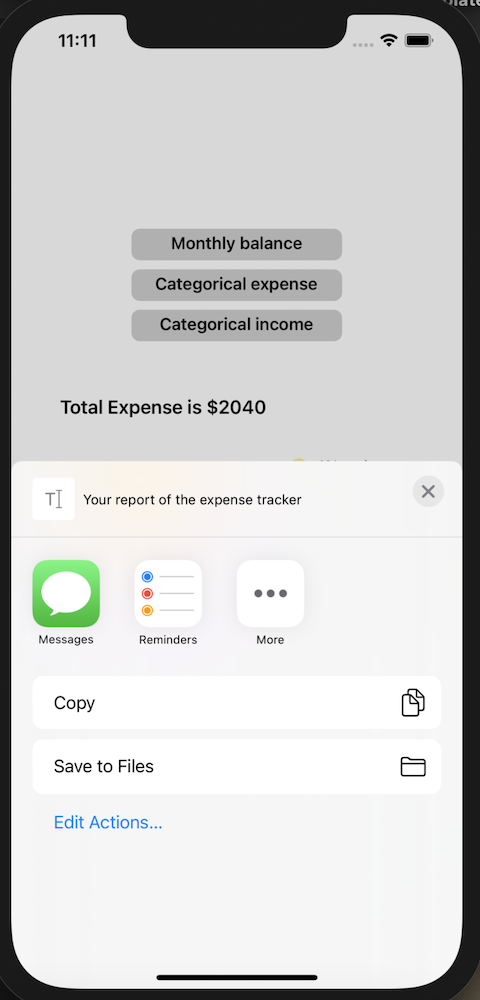 11:11
Monthly balance
Categorical expense
Categorical income
Total Expense is $2040
T
Your report of the expense tracker
Messages
Reminders
More
Copy
Save to Files
Edit Actions...